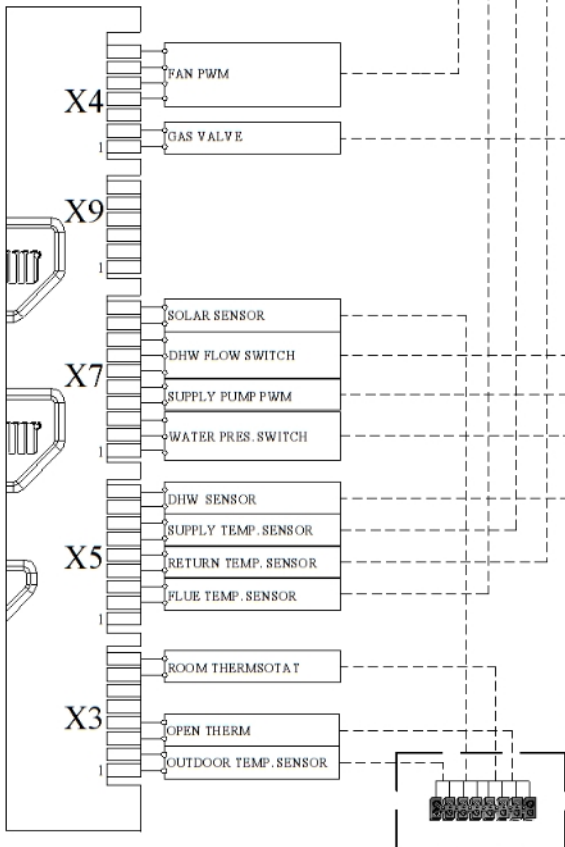 FAN PWM
X4
GAS VALVE
1
X9
1
SOLAR SENSOR
DHW FLOW SWITCH
X7
SUPPLY PUMP PWM
WATER PRES. SWITCH
1
DHW SENSOR
SUPPLY TEMP. SENSOR
X5
RETURN TEMP. SENSOR
FLUE TEMP. SENSOR
1
ROOM THERMSOTAT
X3
OPEN THERM
OUTDOOR TEMP. SENSOR
1